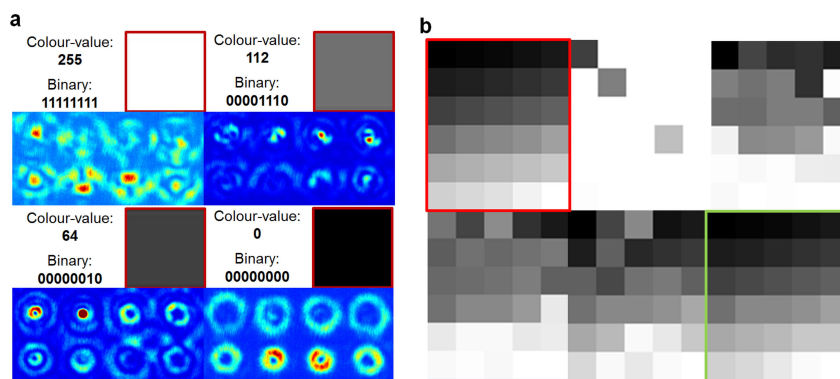 a
Colour-value:
255
Binary:
11111111
Colour-value:
112
Binary:
00001110
Colour-value:
64
Binary:
00000010
Colour-value:
0
Binary:
00000000
b